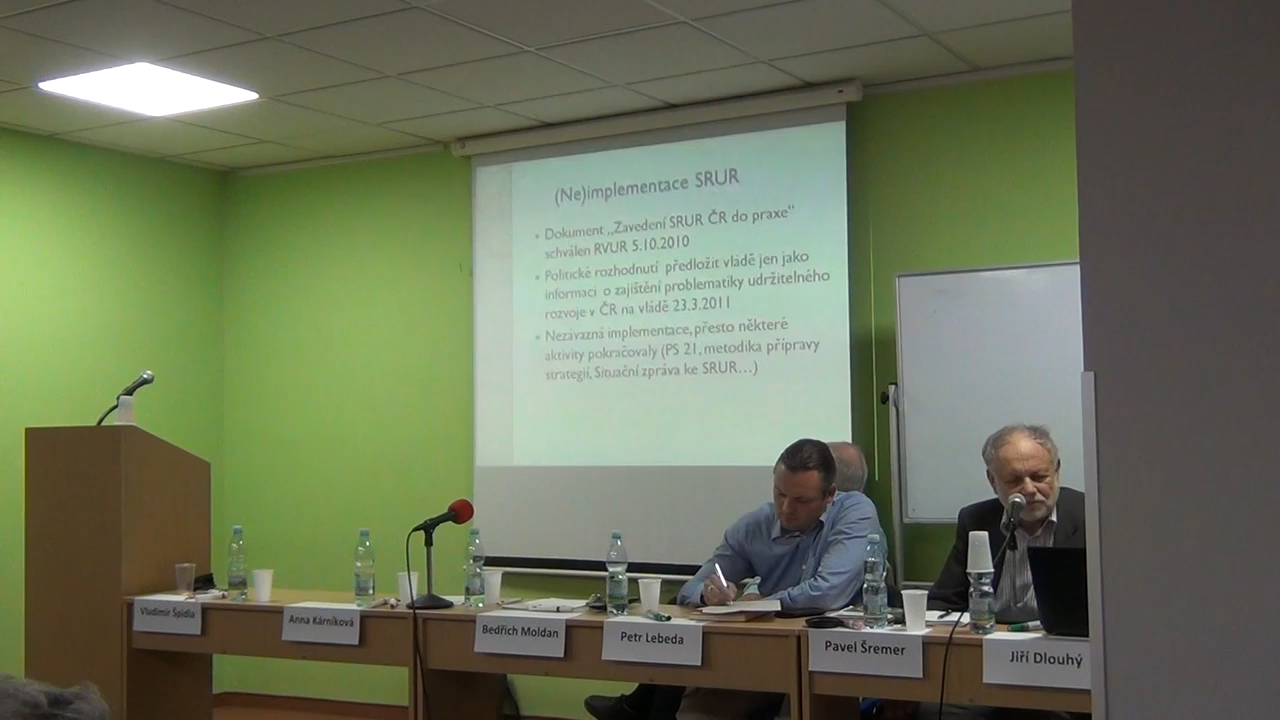 (Ne)implementace SRUR
• Dokument „Zavedení SRUR ČR do praxe“
schválen RVUR 5.10.2010
• Politické rozhodnutí předložit vládě jen jako
informaci o zajištění problematiky udržitelného
rozvoje v ČR na vládě 23.3.2011
• Nezávazná implementace, přesto některé
aktivity pokračovaly (PS 21, metodika přípravy
strategií, Situační zpráva ke SRUR…)
Vladimír Špidla
Anna Kárníková
Bedřich Moldan
Petr Lebeda
Pavel Šremer
Jiří Dlouhý